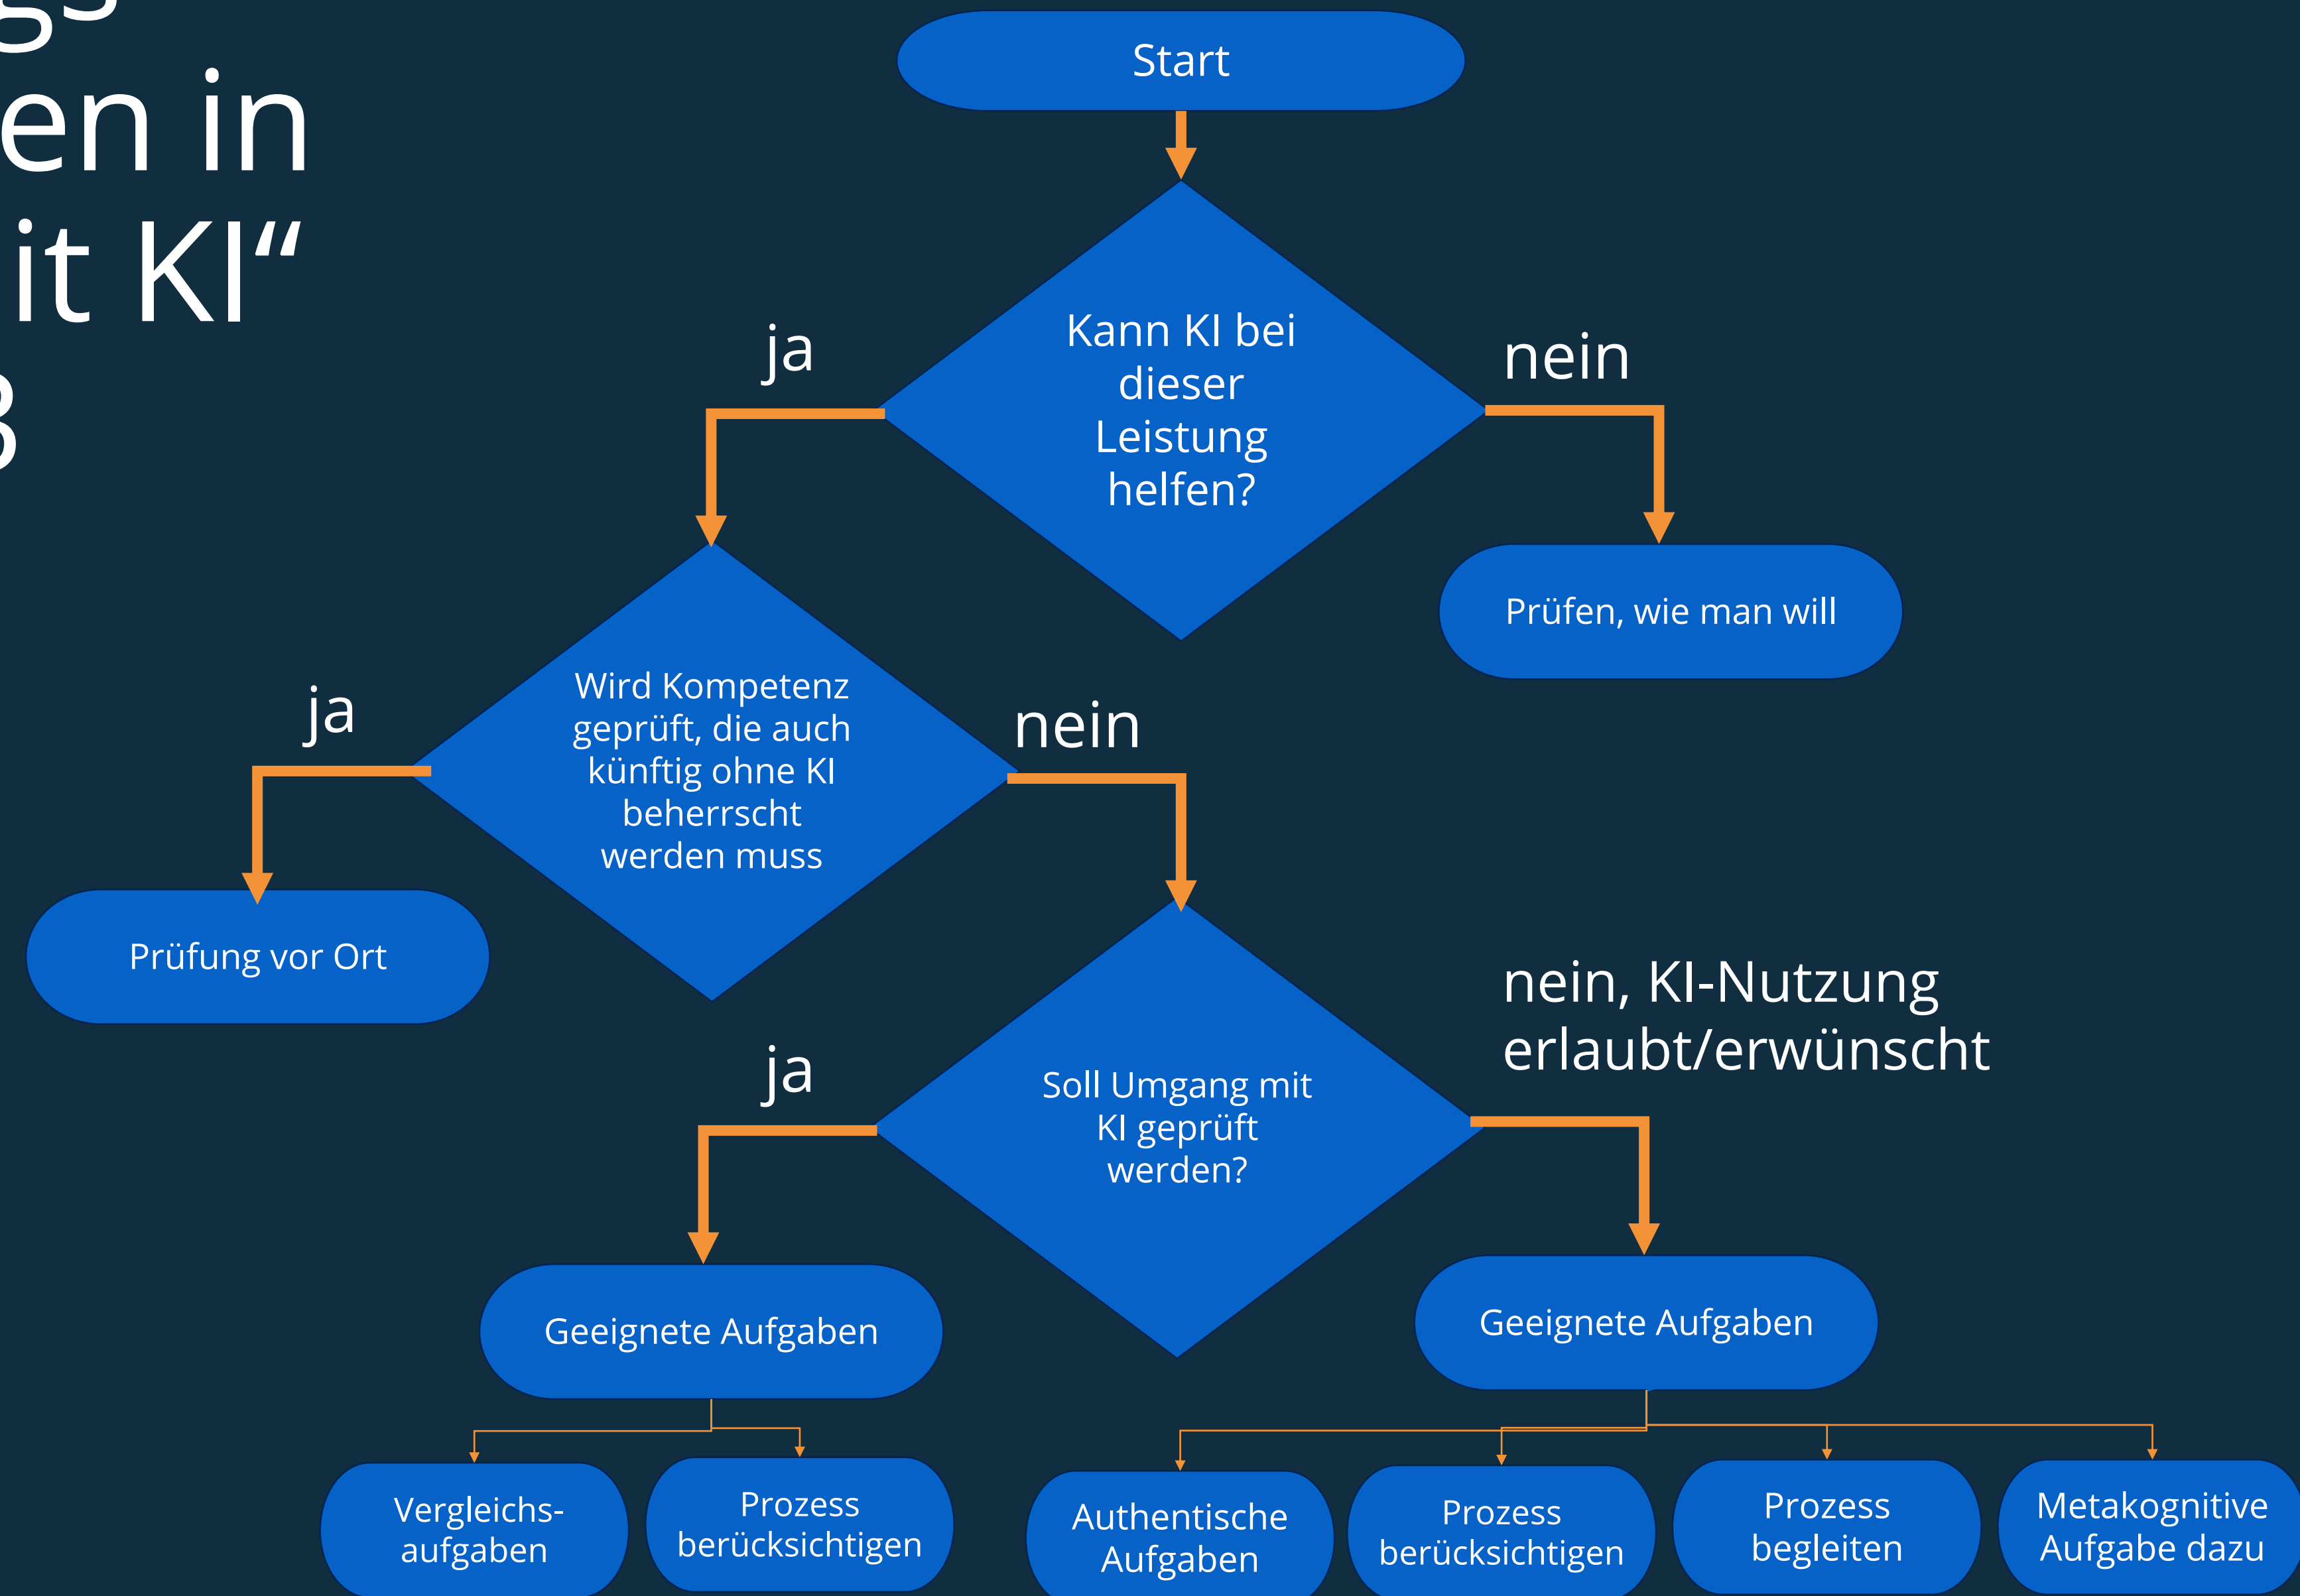 gs
en in
it KI“
Start
Kann KI bei
dieser
Leistung
helfen?
ja
nein
Prüfen, wie man will
Wird Kompetenz
geprüft, die auch
künftig ohne KI
beherrscht
werden muss
ja
nein
Prüfung vor Ort
nein, KI-Nutzung
erlaubt/erwünscht
Soll Umgang mit
KI geprüft
werden?
ja
Geeignete Aufgaben
Geeignete Aufgaben
Vergleichs-
aufgaben
Prozess
berücksichtigen
Authentische
Aufgaben
Prozess
berücksichtigen
Prozess
begleiten
Metakognitive
Aufgabe dazu